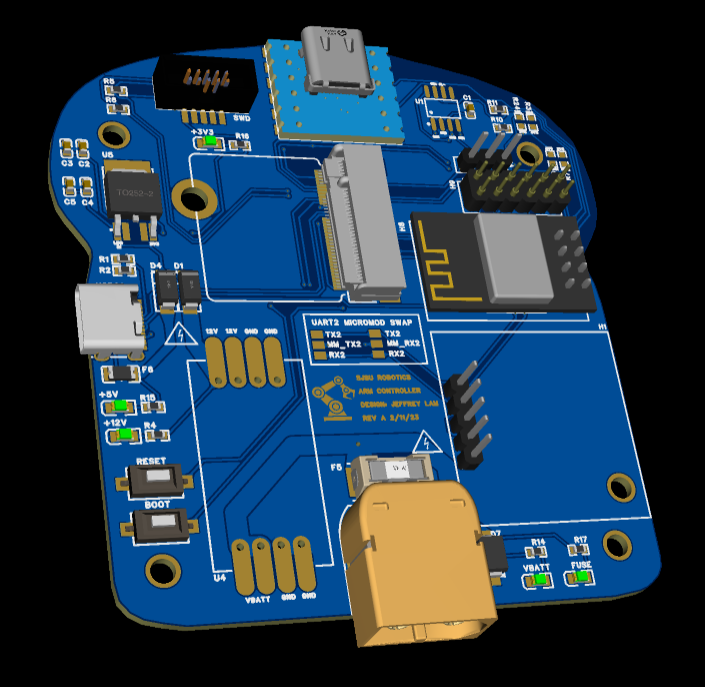 R5
R6
SWD
+3V3
R16
U1
C1
R11
R10
C3 C2
U5
C5 C4
TO252-2
R1
R2
D4 D1
F6
+5V
R15
+12V
R4
RESET
BOOT
12V 12V GND GND
UART2 MICROMOD SWAP
TX2 TX2
MM_TX2 MM_RX2
RX2 RX2
SJSU ROBOTICS
ARM CONTROLLER
DESIGN: JEFFREY LAM
REV A 2/11/23
H1
F5
U4
VBATT GND GND
D7
R14
R17
VBATT
FUSE